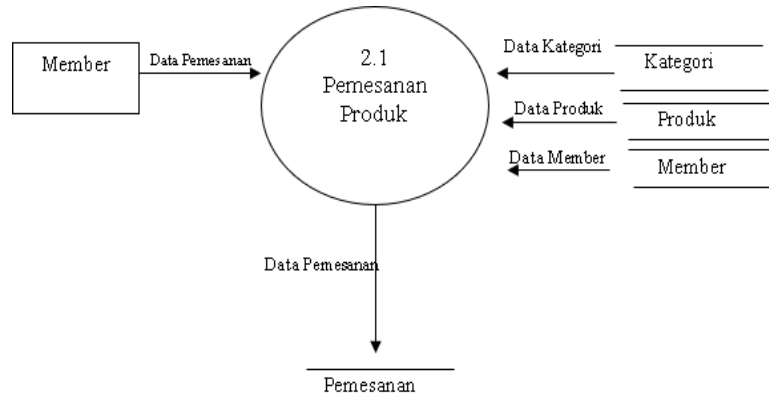 Member
Data Pemesanan
2.1
Pemesanan
Produk
Data Kategori
Kategori
Data Produk
Produk
Data Member
Member
Data Pemesanan
Pemesanan